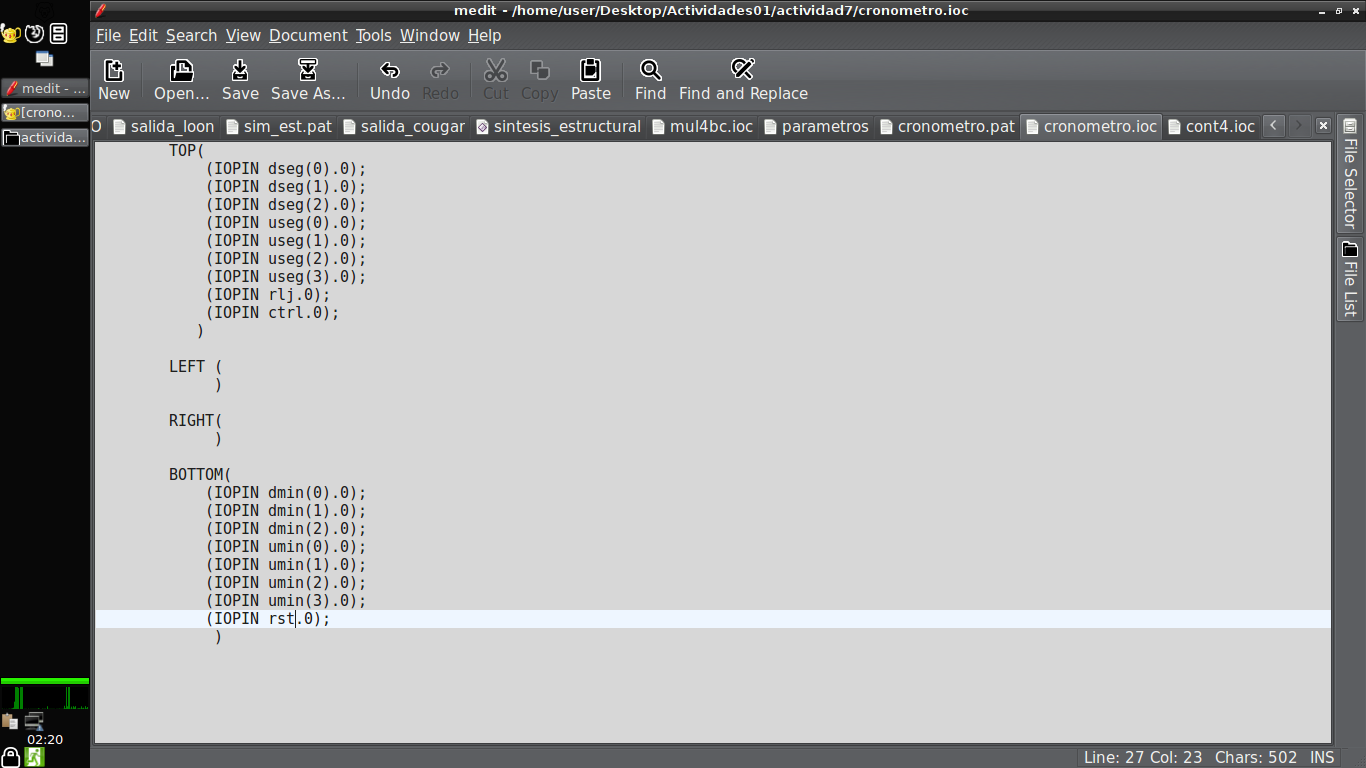 medit - /home/user/Desktop/Actividades01/actividad7/cronometro.ioc
File Edit Search View Document Tools Window Help
New Open... Save Save As... Undo Redo Cut Copy Paste Find Find and Replace
medit - ...
[crono...
activida...
O salida_loon sim_est.pat salida_cougar sintesis_estructural mul4bc.ioc parametros cronometro.pat cronometro.ioc cont4.ioc
TOP(
(IOPIN dseg(0).0);
(IOPIN dseg(1).0);
(IOPIN dseg(2).0);
(IOPIN useg(0).0);
(IOPIN useg(1).0);
(IOPIN useg(2).0);
(IOPIN useg(3).0);
(IOPIN rlj.0);
(IOPIN ctrl.0);
)
LEFT (
)
RIGHT(
)
BOTTOM(
(IOPIN dmin(0).0);
(IOPIN dmin(1).0);
(IOPIN dmin(2).0);
(IOPIN umin(0).0);
(IOPIN umin(1).0);
(IOPIN umin(2).0);
(IOPIN umin(3).0);
(IOPIN rst.0);
)
File Selector
File List
02:20
Line: 27 Col: 23 Chars: 502 INS